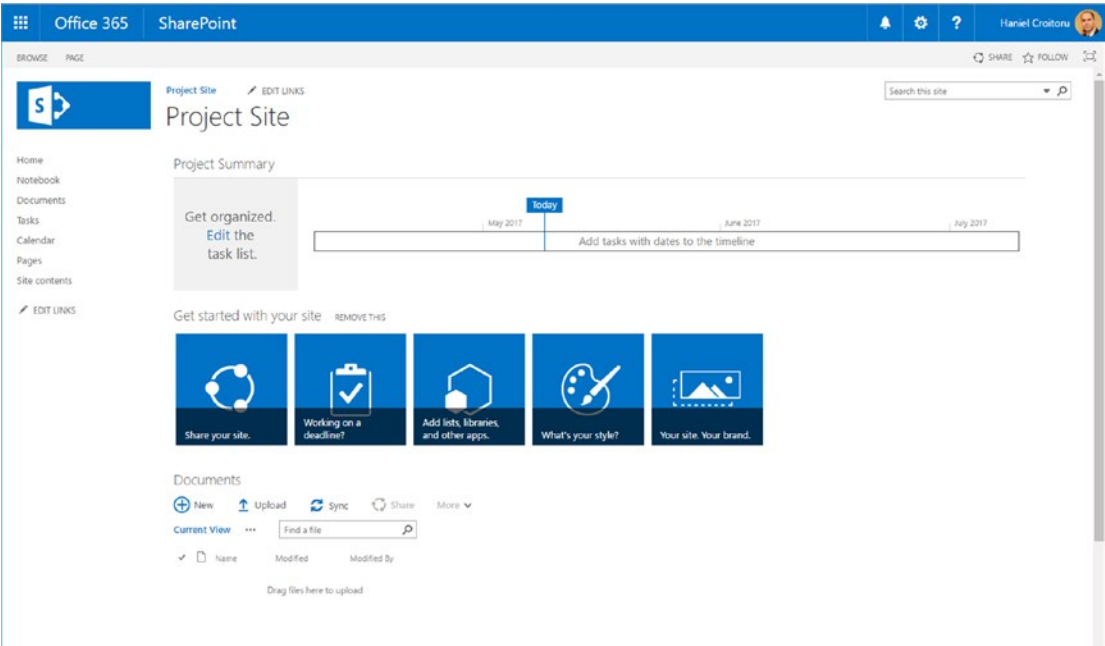 Office 365 SharePoint ? Haniel Croitoru
BROWSE PAGE SHARE FOLLOW
S
Project Site EDIT LINKS
Search this site
Project Site
Home
Notebook
Documents
Tasks
Calendar
Pages
Site contents
EDIT LINKS
Project Summary
Get organized.
Edit the
task list.
Today
May 2017 June 2017 July 2017
Add tasks with dates to the timeline
Get started with your site REMOVE THIS
Share your site.
Working on a
deadline?
Add lists, libraries,
and other apps.
What's your style?
Your site. Your brand.
Documents
New Upload Sync Share More
Current View ••• Find a file
Name Modified Modified By
Drag files here to upload